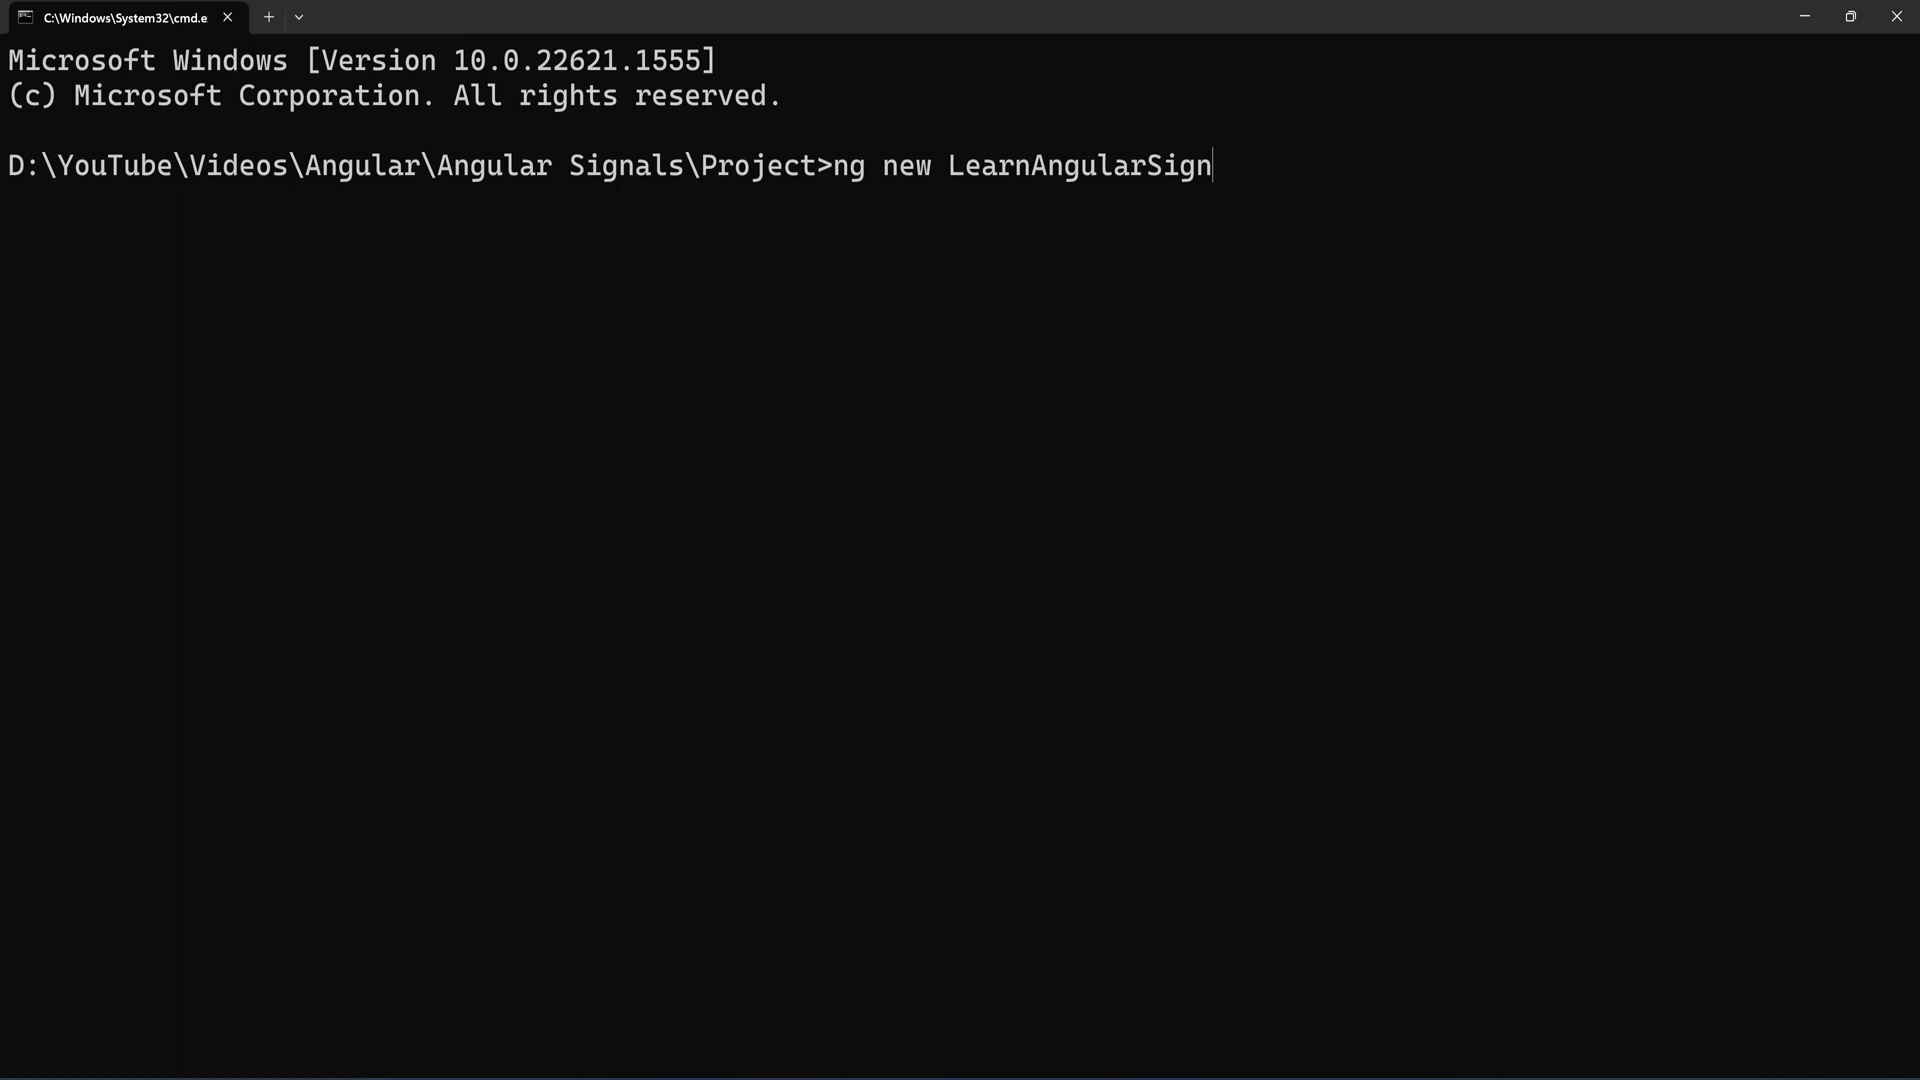 C:\Windows\System32\cmd.e
Microsoft Windows [Version 10.0.22621.1555]
(c) Microsoft Corporation. All rights reserved.
D:\YouTube\Videos\Angular\Angular Signals\Project>ng new LearnAngularSign